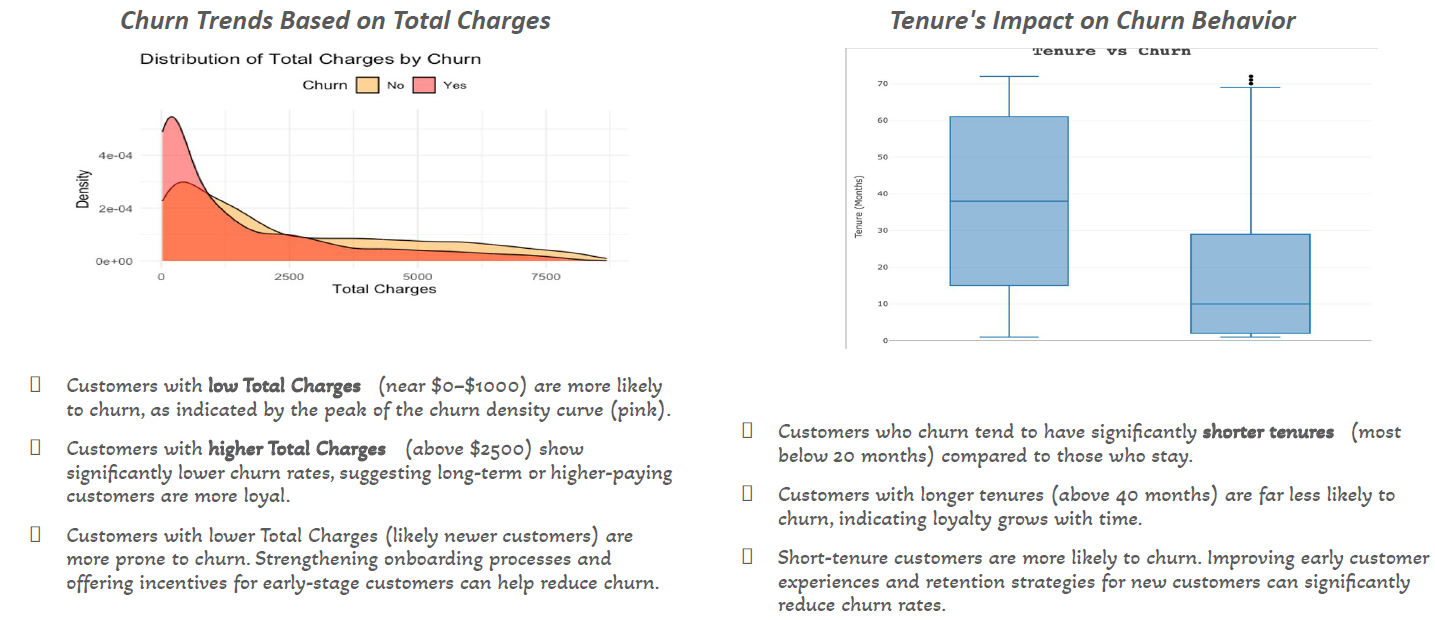 Churn Trends Based on Total Charges
Distribution of Total Charges by Churn
Churn No Yes
Density
4e-04
2e-04
0e+00
0 2500 5000 7500
Total Charges
Customers with low Total Charges (near $0–$1000) are more likely
to churn, as indicated by the peak of the churn density curve (pink).
Customers with higher Total Charges (above $2500) show
significantly lower churn rates, suggesting long-term or higher-paying
customers are more loyal.
Customers with lower Total Charges (likely newer customers) are
more prone to churn. Strengthening onboarding processes and
offering incentives for early-stage customers can help reduce churn.
Tenure's Impact on Churn Behavior
Tenure vs Churn
Tenure (Months)
70
60
50
40
30
20
10
0
Customers who churn tend to have significantly shorter tenures (most
below 20 months) compared to those who stay.
Customers with longer tenures (above 40 months) are far less likely to
churn, indicating loyalty grows with time.
Short-tenure customers are more likely to churn. Improving early customer
experiences and retention strategies for new customers can significantly
reduce churn rates.